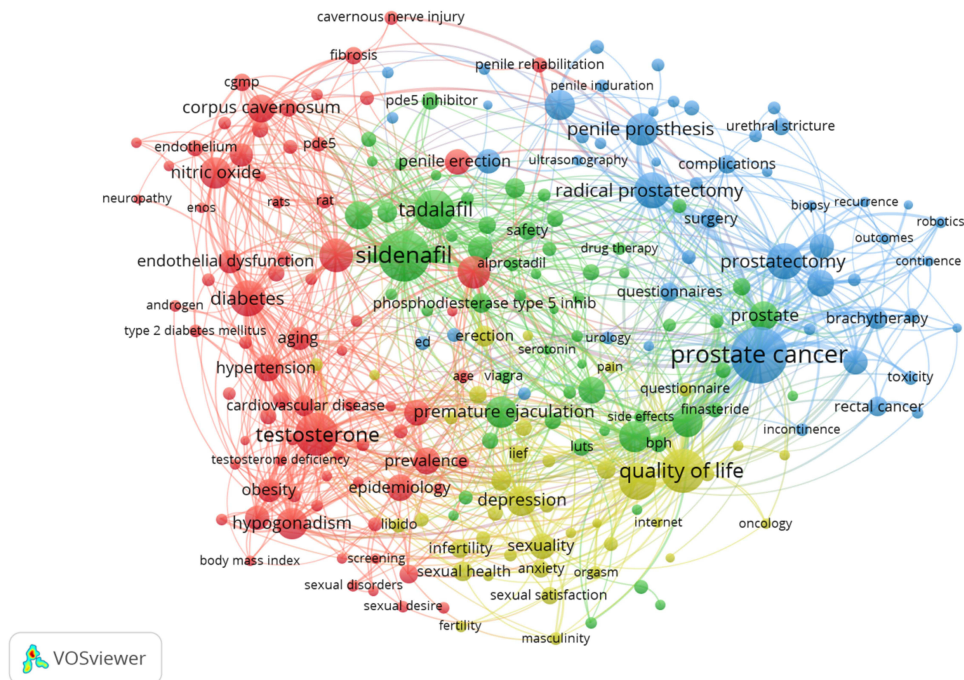 cavernous nerve injury
fibrosis
penile rehabilitation
cgmp
penile induration
pde5 inhibitor
corpus cavernosum
penile prosthesis
urethral stricture
pde5
endothelium
penile erection
ultrasonography
complications
nitric oxide
radical prostatectomy
neuropathy
enos
rats
rat
tadalafil
biopsy
recurrence
surgery
robotics
safety
drug therapy
outcomes
sildenafil
continence
endothelial dysfunction
alprostadil
prostatectomy
questionnaires
diabetes
androgen
phosphodiesterase type 5 inhib
prostate
brachytherapy
type 2 diabetes mellitus
aging
ed
erection
urology
serotonin
prostate cancer
hypertension
age
viagra
pain
toxicity
questionnaire
cardiovascular disease
premature ejaculation
side effects
finasteride
rectal cancer
testosterone
incontinence
luts
bph
lief
testosterone deficiency
prevalence
quality of life
obesity
epidemiology
depression
hypogonadism
libido
internet
oncology
infertility
sexuality
body mass index
screening
sexual health
anxiety
orgasm
sexual disorders
sexual satisfaction
sexual desire
fertility
masculinity
VOSviewer